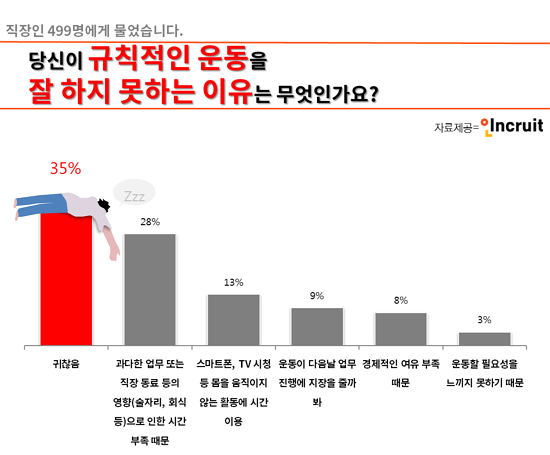 직장인 499명에게 물었습니다.
당신이 규칙적인 운동을
잘 하지 못하는 이유는 무엇인가요?
자료제공= Incruit
35%
Zzz
28%
13%
9%
8%
3%
귀찮음
과다한 업무 또는
직장 동료 등의
영향(술자리, 회식
등)으로 인한 시간
부족 때문
스마트폰, TV 시청
등 몸을 움직이지
않는 활동에 시간
이용
운동이 다음날 업무
진행에 지장을 줄까
봐
경제적인 여유 부족
때문
운동할 필요성을
느끼지 못하기 때문